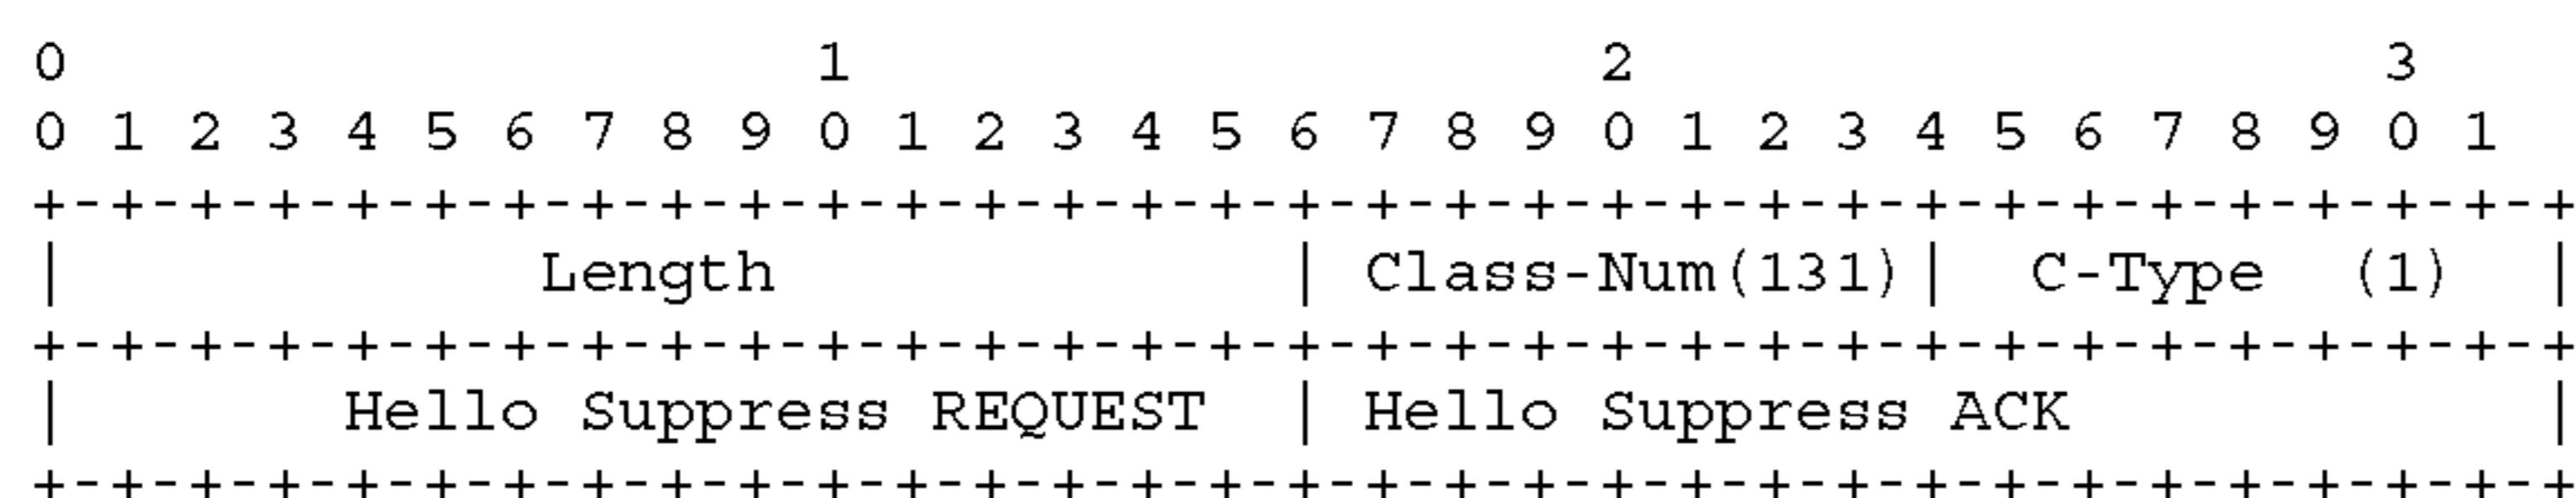 0                   1                   2                   3
0 1 2 3 4 5 6 7 8 9 0 1 2 3 4 5 6 7 8 9 0 1 2 3 4 5 6 7 8 9 0 1
+-+-+-+-+-+-+-+-+-+-+-+-+-+-+-+-+-+-+-+-+-+-+-+-+-+-+-+-+-+-+-+-+
|            Length             | Class-Num(131)|  C-Type  (1)  |
+-+-+-+-+-+-+-+-+-+-+-+-+-+-+-+-+-+-+-+-+-+-+-+-+-+-+-+-+-+-+-+-+
|       Hello Suppress REQUEST  | Hello Suppress ACK            |
+-+-+-+-+-+-+-+-+-+-+-+-+-+-+-+-+-+-+-+-+-+-+-+-+-+-+-+-+-+-+-+-+